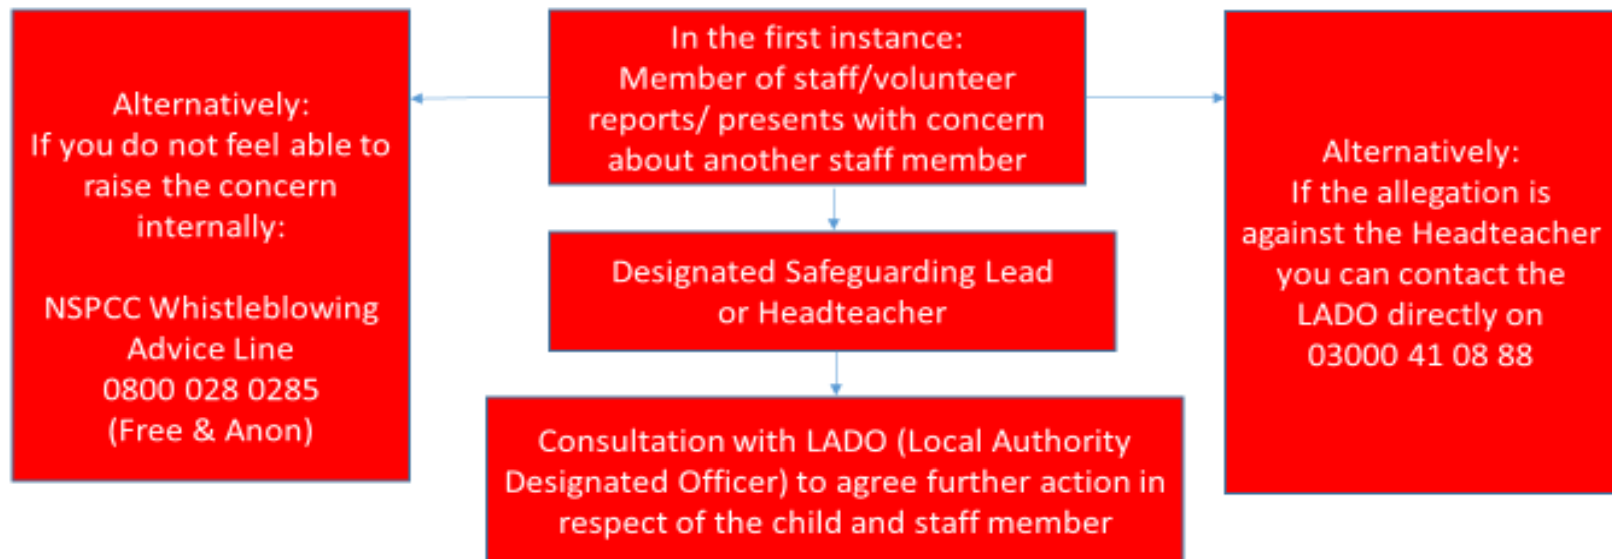 In the first instance:
Member of staff/volunteer
reports/ presents with concern
about another staff member
Alternatively:
If you do not feel able to
raise the concern
internally:
NSPCC Whistleblowing
Advice Line
0800 028 0285
(Free & Anon)
Alternatively:
If the allegation is
against the Headteacher
you can contact the
LADO directly on
03000 41 08 88
Designated Safeguarding Lead
or Headteacher
Consultation with LADO (Local Authority
Designated Officer) to agree further action in
respect of the child and staff member